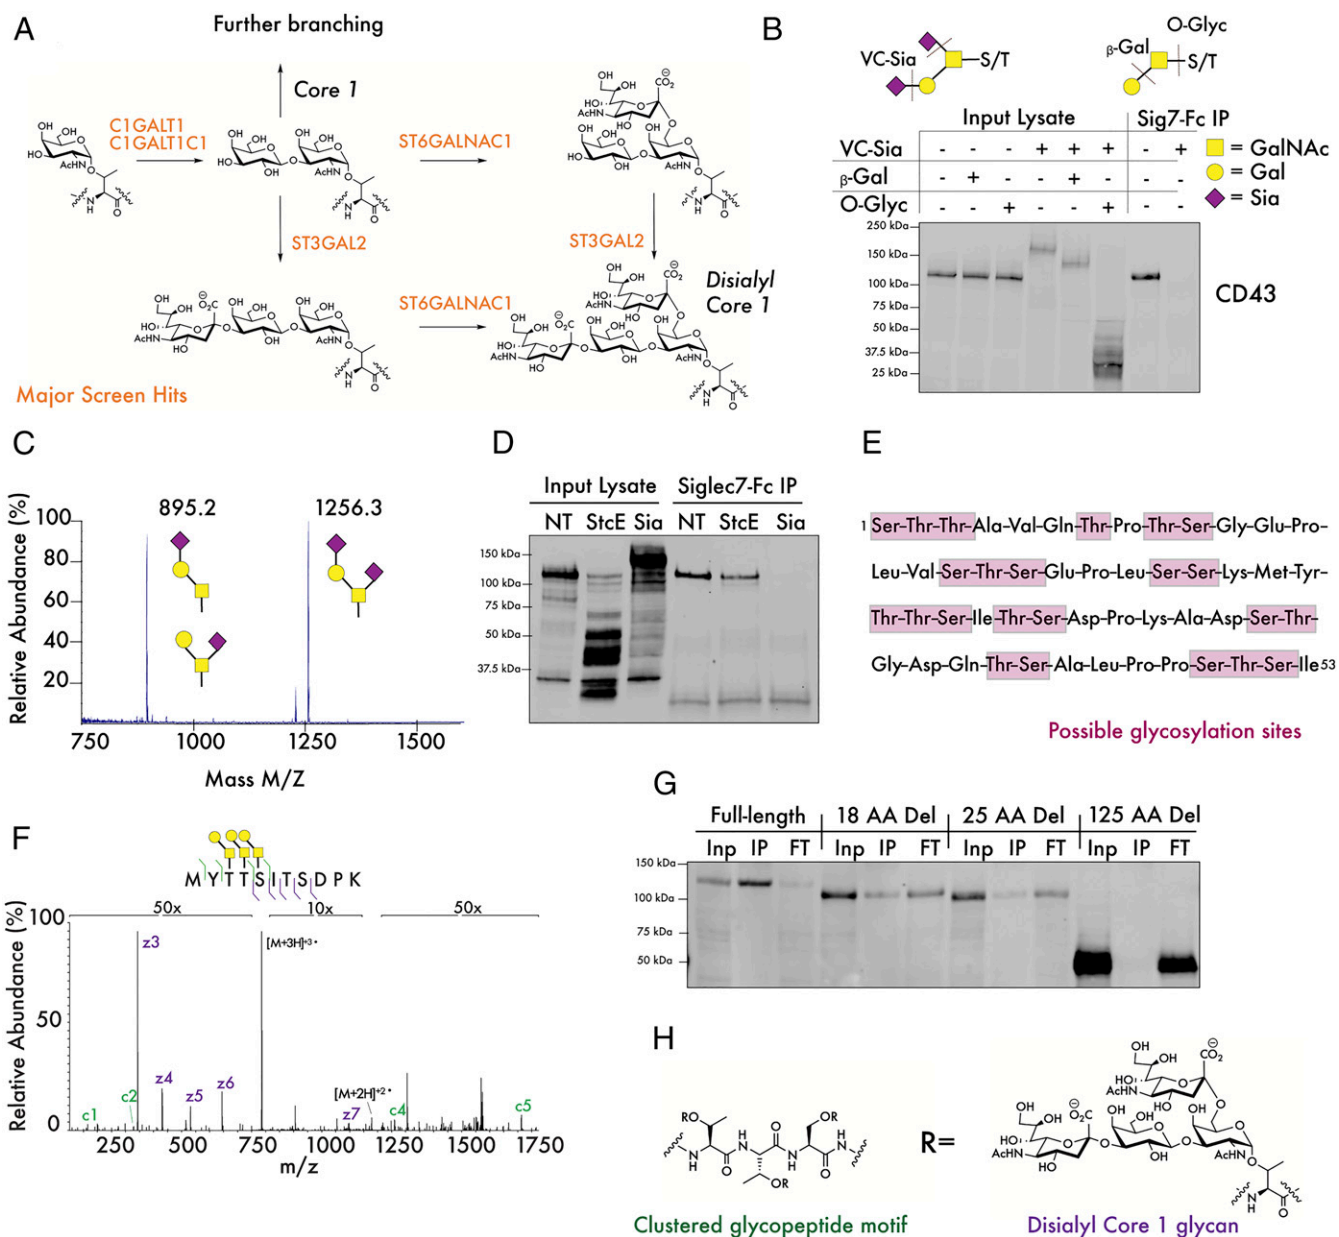 A
Further branching
Core 1
C1GALT1
C1GALT1C1
ST6GALNAC1
ST3GAL2
ST3GAL2
ST6GALNAC1
Disialyl
Core 1
Major Screen Hits
B
VC-Sia
S/T
O-Glyc
β-Gal
S/T
Input Lysate
Sig7-Fc IP
VC-Sia - - - + + + - +
β-Gal - + - - + - - -
O-Glyc - - + - - + - -
= GalNAc
= Gal
= Sia
250 kDa
150 kDa
100 kDa
75 kDa
50 kDa
37.5 kDa
25 kDa
CD43
C
895.2
1256.3
Relative Abundance (%)
100
80
60
40
20
750 1000 1250 1500
Mass M/Z
D
Input Lysate
Siglec7-Fc IP
NT StcE Sia NT StcE Sia
150 kDa
100 kDa
75 kDa
50 kDa
37.5 kDa
E
1 Ser-Thr-Thr-Ala-Val-Gln-Thr-Pro-Thr-Ser-Gly-Glu-Pro-
Leu-Val-Ser-Thr-Ser-Glu-Pro-Leu-Ser-Ser-Lys-Met-Tyr-
Thr-Thr-Ser-Ile-Thr-Ser-Asp-Pro-Lys-Ala-Asp-Ser-Thr-
Gly-Asp-Gln-Thr-Ser-Ala-Leu-Pro-Pro-Ser-Thr-Ser-Ile 53
Possible glycosylation sites
F
MYTTSITSDPK
50x 10x 50x
Relative Abundance (%)
100
50
0
z3
[M+3H]+3 •
c1
c2
z4
z5
z6
[M+2H]+2 •
z7
c4
c5
250 500 750 1000 1250 1500 1750
m/z
G
Full-length 18 AA Del 25 AA Del 125 AA Del
Inp IP FT Inp IP FT Inp IP FT Inp IP FT
150 kDa
100 kDa
75 kDa
50 kDa
H
RO
OR
OR
R=
Clustered glycopeptide motif
Disialyl Core 1 glycan